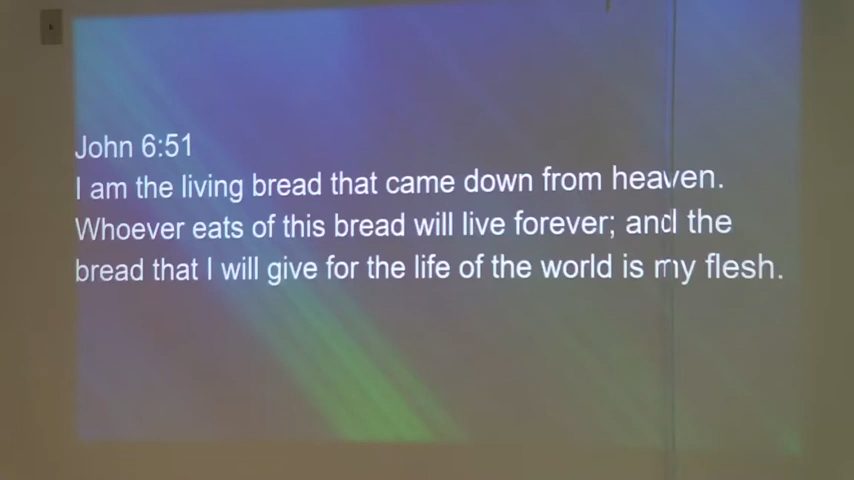 John 6:51
I am the living bread that came down from heaven.
Whoever eats of this bread will live forever; and the
bread that I will give for the life of the world is my flesh.